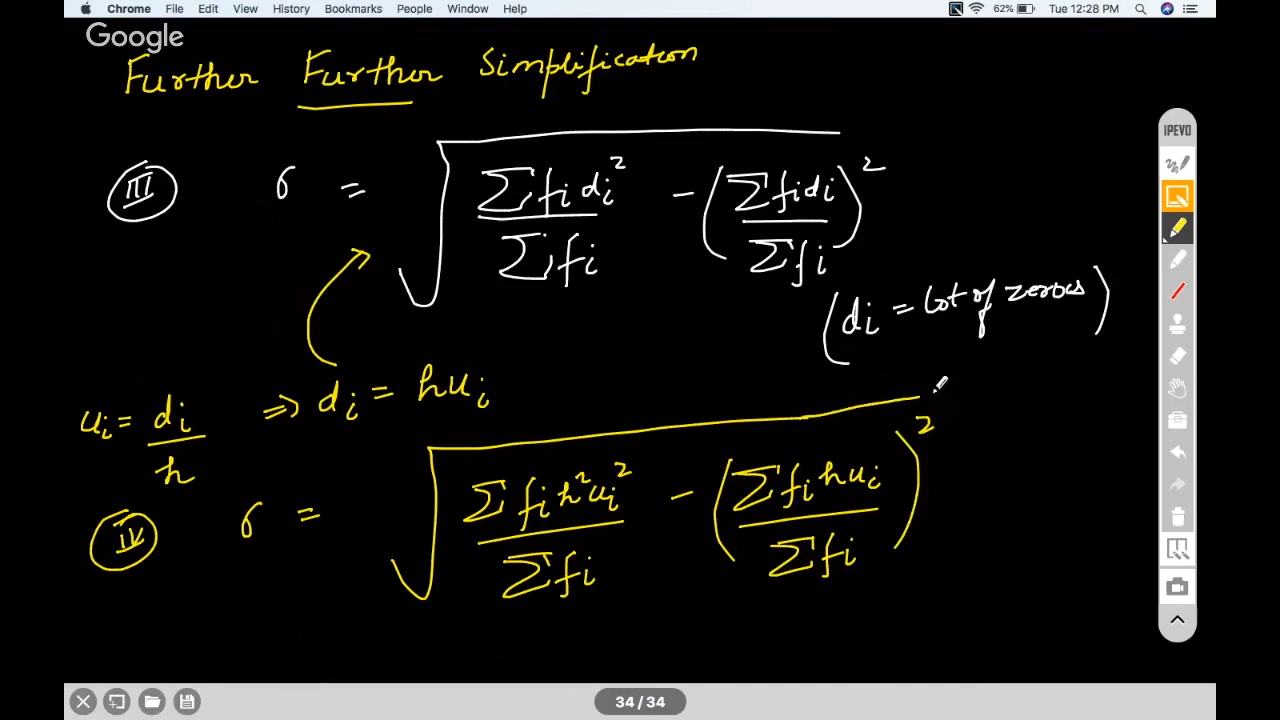 Chrome File Edit View History Bookmarks People Window Help 62% Tue 12:28 PM
Google
Further Further Simplification
III σ = √(Σfidi²/Σfi - (Σfidi/Σfi)²)
(di = lot of zeroes)
ui = di/h ⇒ di = hui
IV σ = √(Σfih²ui²/Σfi - (Σfihui/Σfi)²)
IPEVO
34 / 34